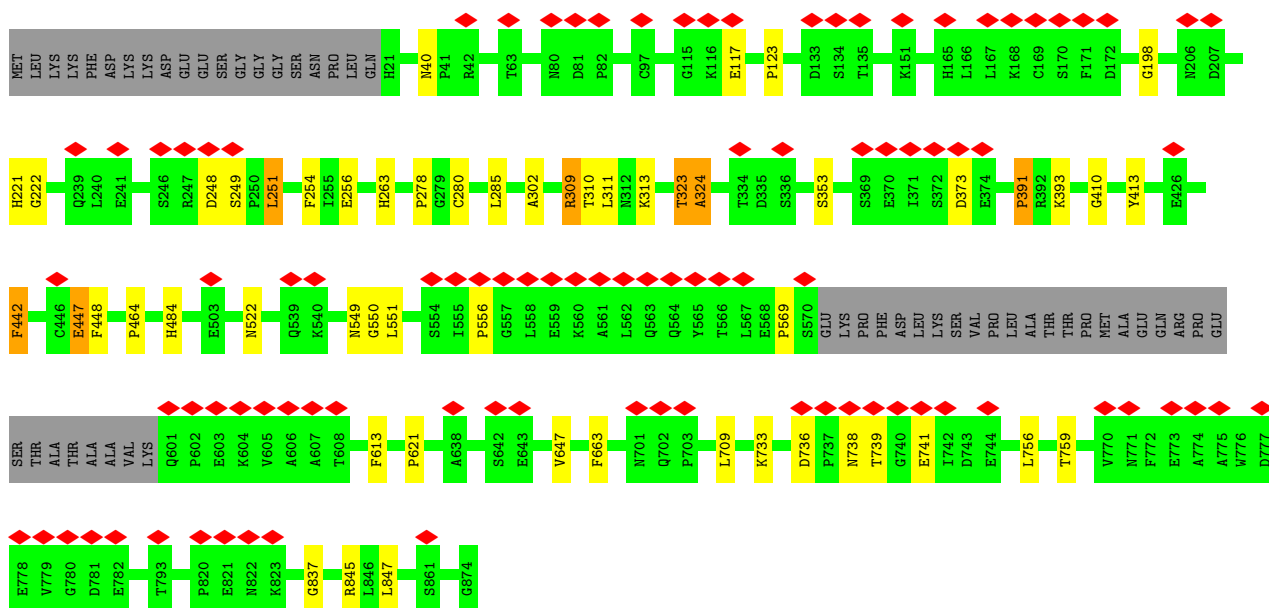 MET LEU LYS LYS PHE ASP LYS LYS ASP GLU GLU SER GLY GLY GLY SER ASN PRO LEU GLN H21 N40 P41 R42 T63 N80 D81 P82 C97 G115 K116 E117 P123 D133 S134 T135 K151 H165 L166 L167 K168 C169 S170 F171 D172 G198 N206 D207
H221 G222 Q239 L240 E241 S246 R247 D248 S249 P250 L251 F254 I255 E256 H263 P278 G279 C280 L285 A302 R309 T310 L311 N312 K313 T323 A324 T334 D335 S336 S353 S369 E370 I371 S372 D373 E374 P391 R392 K393 G410 Y413 E426
F442 C446 E447 F448 P464 H484 E503 N522 Q539 K540 N549 G550 L551 S554 I555 P556 G557 L558 E559 K560 A561 L562 Q563 Q564 Y565 T566 L567 E568 P569 S570 GLU LYS PRO PHE ASP LEU LYS SER VAL PRO LEU ALA THR THR PRO MET ALA GLU GLN ARG PRO GLU
SER THR ALA THR ALA ALA VAL LYS Q601 P602 E603 K604 V605 A606 A607 T608 F613 P621 A638 S642 E643 V647 F663 N701 Q702 P703 L709 K733 D736 P737 N738 T739 G740 E741 I742 D743 E744 L756 T759 V770 N771 F772 E773 A774 A775 W776 D777
E778 V779 G780 D781 E782 T793 P820 E821 N822 K823 G837 R845 L846 L847 S861 G874